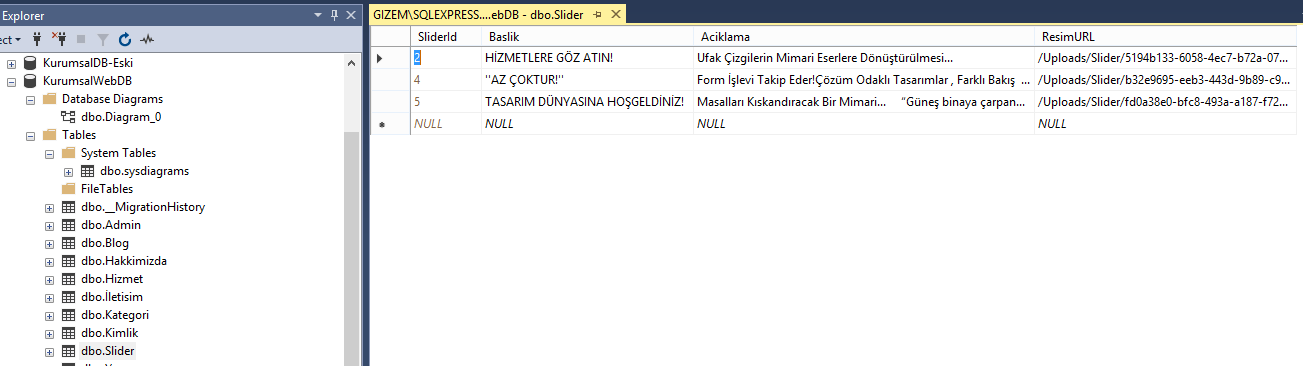 Explorer
ect
KurumsalDB-Eski
KurumsalWebDB
Database Diagrams
dbo.Diagram_0
Tables
System Tables
dbo.sysdiagrams
FileTables
dbo.__MigrationHistory
dbo.Admin
dbo.Blog
dbo.Hakkimizda
dbo.Hizmet
dbo.İletisim
dbo.Kategori
dbo.Kimlik
dbo.Slider
GIZEM\SQLEXPRESS....ebDB - dbo.Slider
SliderId Baslik Aciklama ResimURL
2 HİZMETLERE GÖZ ATIN! Ufak Çizgilerin Mimari Eserlere Dönüştürülmesi... /Uploads/Slider/5194b133-6058-4ec7-b72a-07...
4 "AZ ÇOKTUR!" Form İşlevi Takip Eder!Çözüm Odaklı Tasarımlar , Farklı Bakış ... /Uploads/Slider/b32e9695-eeb3-443d-9b89-c9...
5 TASARIM DÜNYASINA HOŞGELDİNİZ! Masalları Kıskandıracak Bir Mimari... “Güneş binaya çarpan... /Uploads/Slider/fd0a38e0-bfc8-493a-a187-f72...
NULL NULL NULL NULL